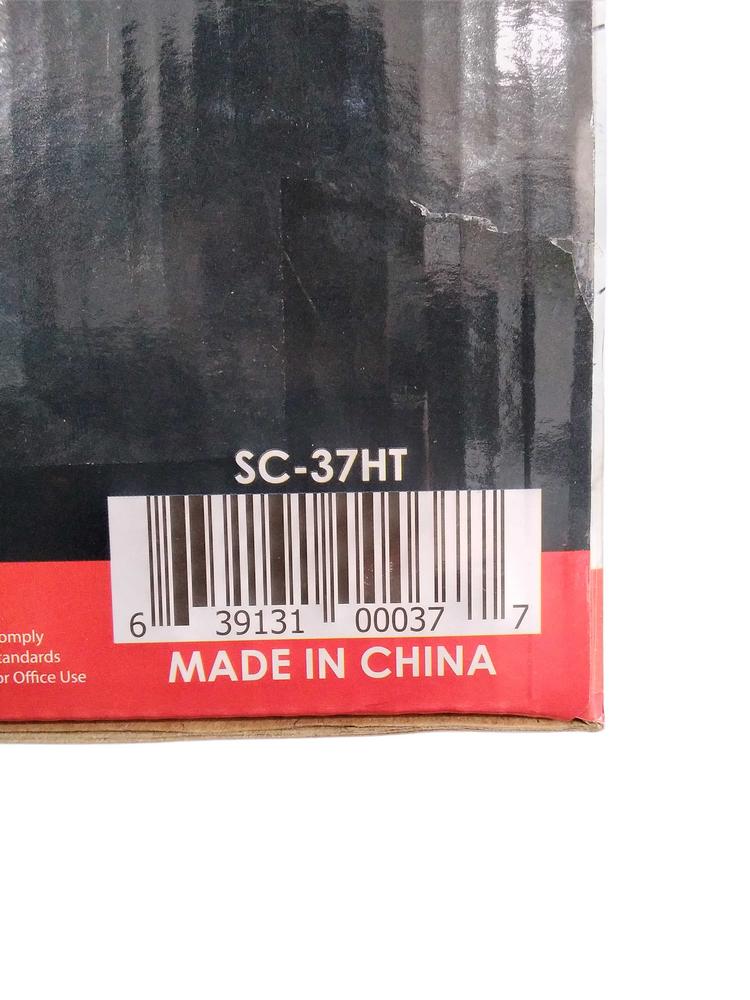 SC-37HT
6 39131 00037 7
omply
tandards
or Office Use
MADE IN CHINA